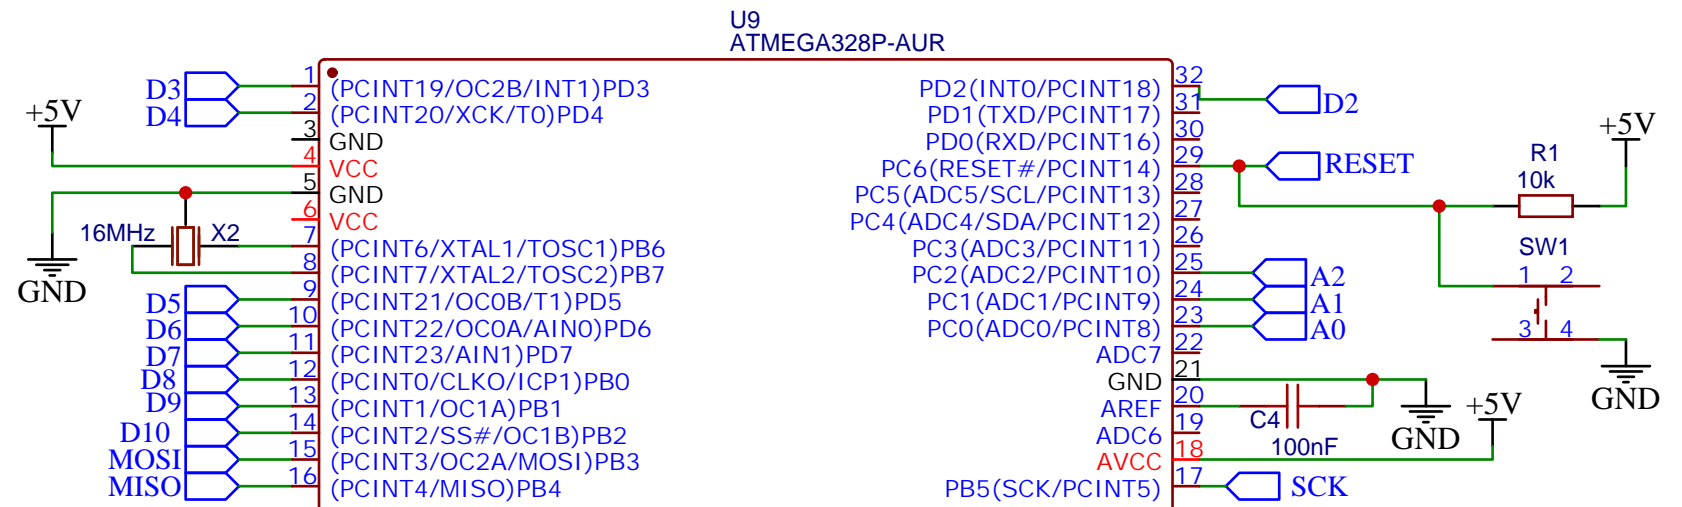 U9
ATMEGA328P-AUR
D3 1 (PCINT19/OC2B/INT1)PD3
D4 2 (PCINT20/XCK/T0)PD4
+5V
3 GND
4 VCC
5 GND
6 VCC
16MHz X2
7 (PCINT6/XTAL1/TOSC1)PB6
8 (PCINT7/XTAL2/TOSC2)PB7
GND
D5 9 (PCINT21/OC0B/T1)PD5
D6 10 (PCINT22/OC0A/AIN0)PD6
D7 11 (PCINT23/AIN1)PD7
D8 12 (PCINT0/CLKO/ICP1)PB0
D9 13 (PCINT1/OC1A)PB1
D10 14 (PCINT2/SS#/OC1B)PB2
MOSI 15 (PCINT3/OC2A/MOSI)PB3
MISO 16 (PCINT4/MISO)PB4
PD2(INT0/PCINT18) 32
D2
PD1(TXD/PCINT17) 31
PD0(RXD/PCINT16) 30
PC6(RESET#/PCINT14) 29 RESET
PC5(ADC5/SCL/PCINT13) 28
PC4(ADC4/SDA/PCINT12) 27
PC3(ADC3/PCINT11) 26
PC2(ADC2/PCINT10) 25 A2
PC1(ADC1/PCINT9) 24 A1
PC0(ADC0/PCINT8) 23 A0
ADC7 22
GND 21
AREF 20
ADC6 19
AVCC 18
PB5(SCK/PCINT5) 17 SCK
C4
100nF
GND
+5V
R1
10k
+5V
SW1
1 2
3 4
GND